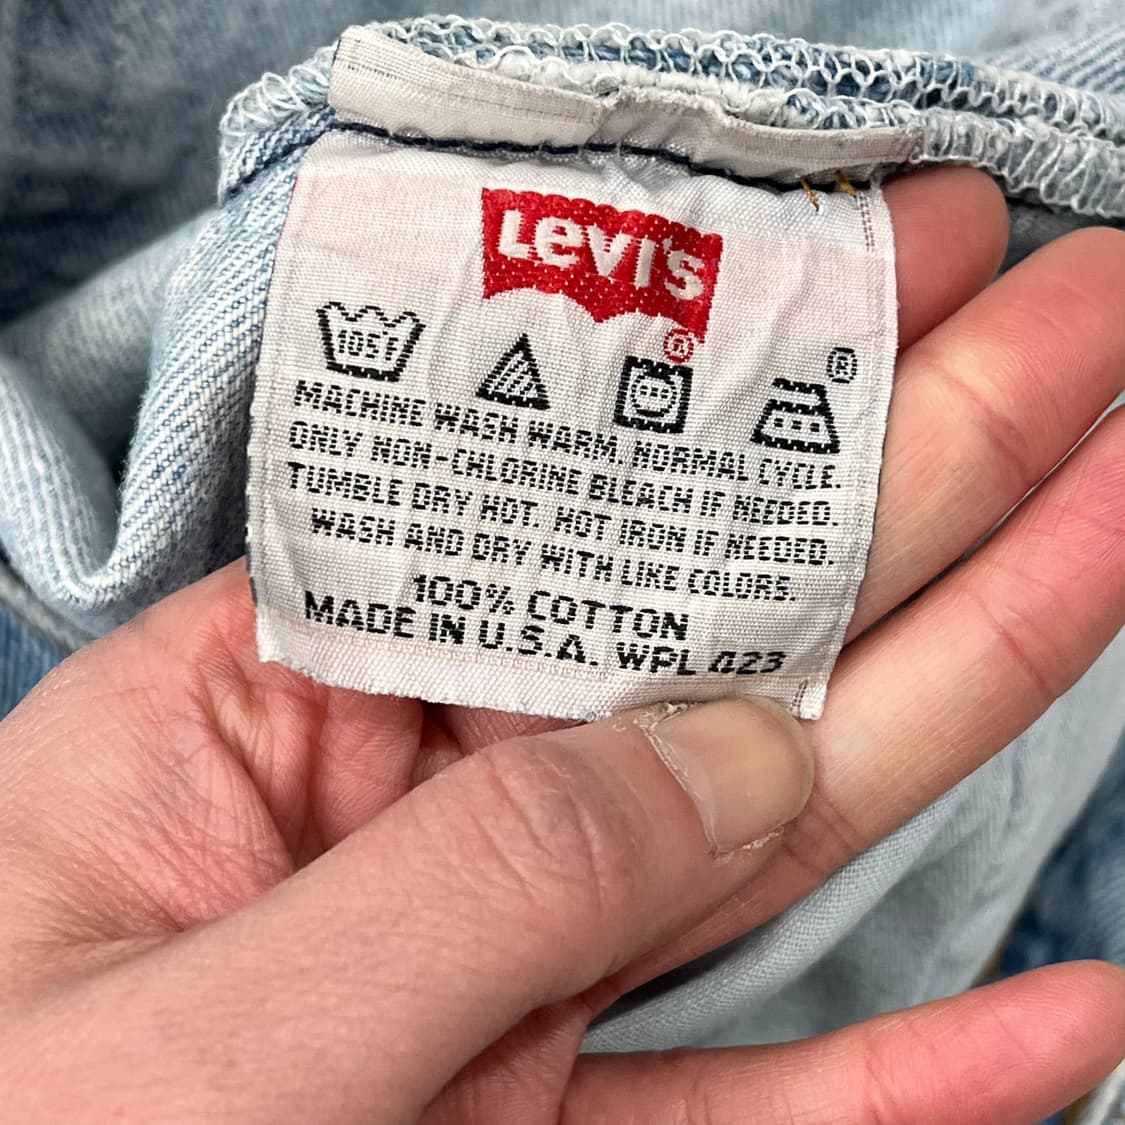 LEVI'S
®
105F
®
MACHINE WASH WARM. NORMAL CYCLE.
ONLY NON-CHLORINE BLEACH IF NEEDED.
TUMBLE DRY HOT. HOT IRON IF NEEDED.
WASH AND DRY WITH LIKE COLORS.
100% COTTON
MADE IN U.S.A. WPL 423